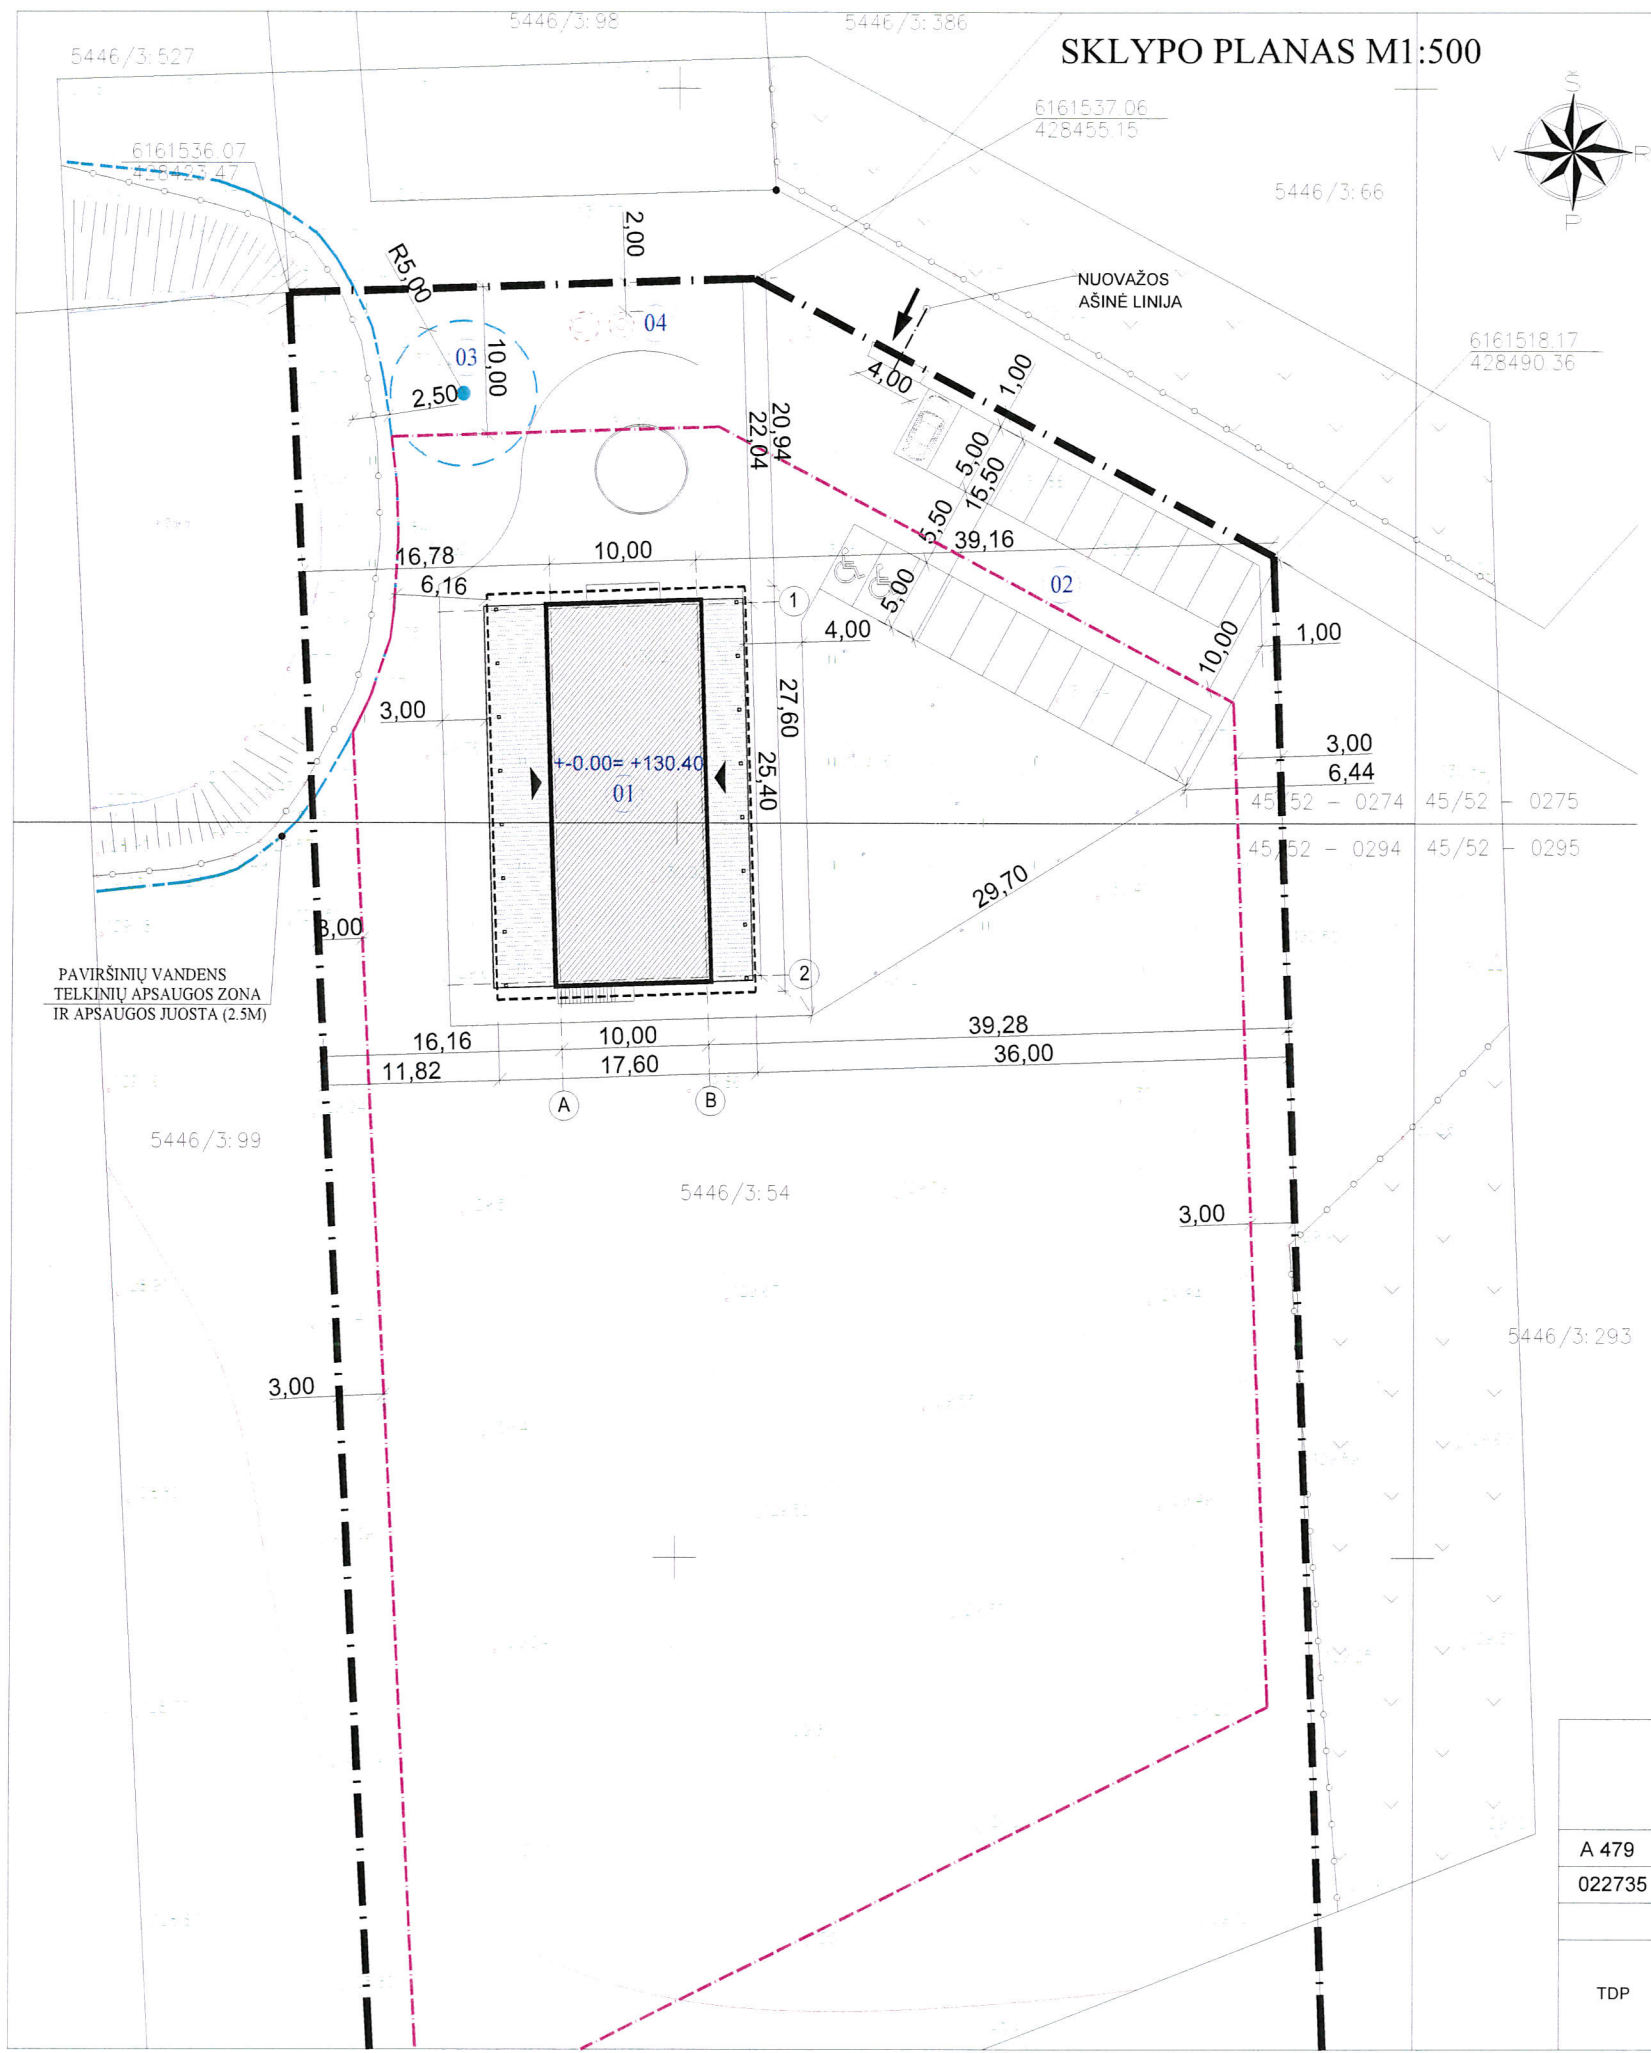 5446/3:98
5446/3:386
5446/3:527
SKLYPO PLANAS M1:500
Š
V
R
P
6161537.06
428455.15
6161536.07
428423.47
5446/3:66
2,00
R5,00
NUOVAŽOS
AŠINĖ LINIJA
04
03
10,00
2,50
6161518.17
428490.36
4,00
1,00
20,94
22,04
5,00
15,50
5,50
39,16
16,78
10,00
6,16
02
5,00
1
4,00
10,00
1,00
3,00
27,60
25,40
+-0.00= +130.40
01
3,00
6,44
45/52 - 0274
45/52 - 0275
45/52 - 0294
45/52 - 0295
29,70
3,00
2
PAVIRŠINIŲ VANDENS
TELKINIŲ APSAUGOS ZONA
IR APSAUGOS JUOSTA (2.5M)
16,16
10,00
39,28
11,82
17,60
36,00
A
B
5446/3:99
5446/3:54
3,00
5446/3:293
3,00
A 479
022735
TDP